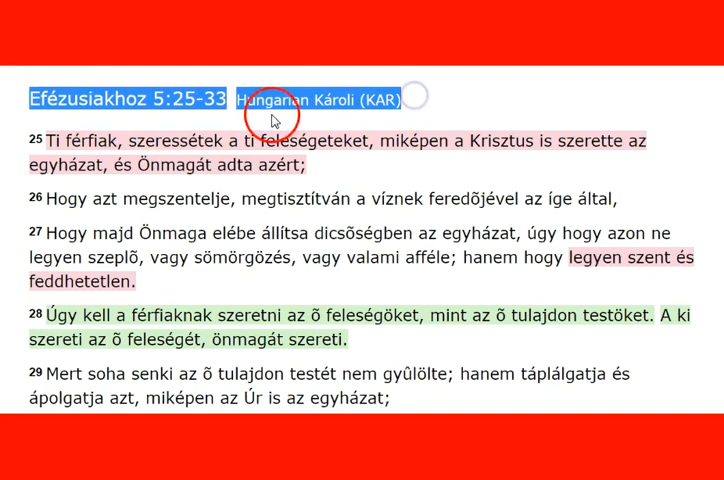 Efézusiakhoz 5:25-33 Hungarian Károli (KAR)
25 Ti férfiak, szeressétek a ti feleségeteket, miképen a Krisztus is szerette az
egyházat, és Önmagát adta azért;
26 Hogy azt megszentelje, megtisztítván a víznek feredõjével az íge által,
27 Hogy majd Önmaga elébe állítsa dicsõségben az egyházat, úgy hogy azon ne
legyen szeplõ, vagy sömörgözés, vagy valami afféle; hanem hogy legyen szent és
feddhetetlen.
28 Úgy kell a férfiaknak szeretni az õ feleségöket, mint az õ tulajdon testöket. A ki
szereti az õ feleségét, önmagát szereti.
29 Mert soha senki az õ tulajdon testét nem gyûlölte; hanem táplálgatja és
ápolgatja azt, miképen az Úr is az egyházat;